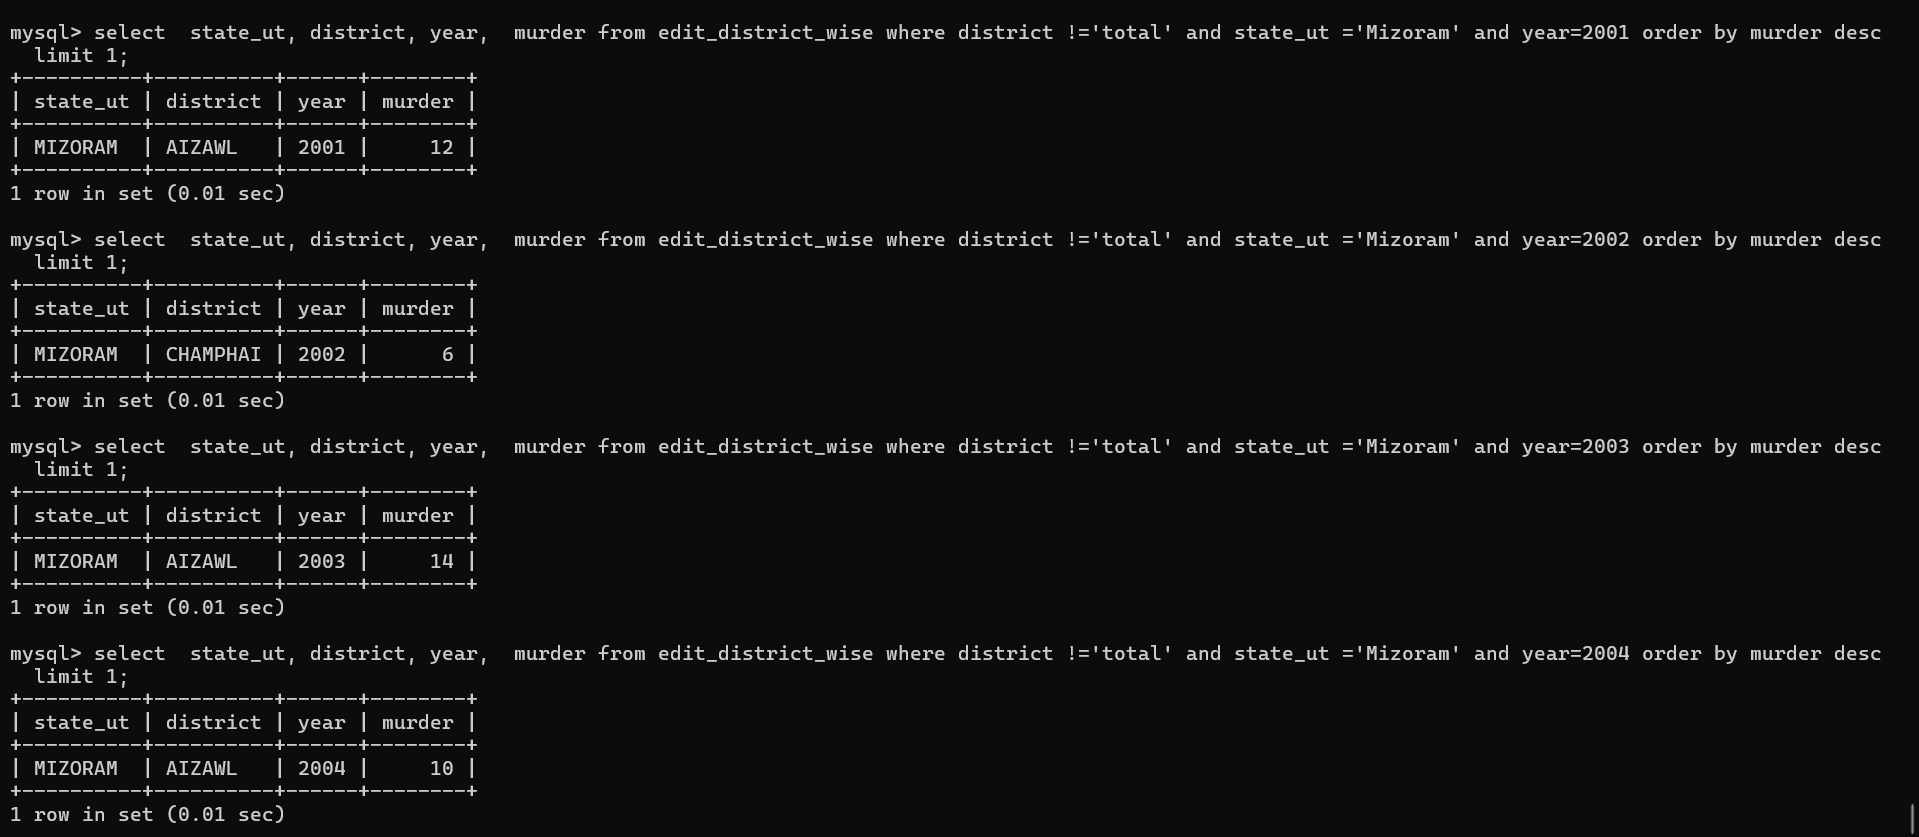 mysql> select  state_ut, district, year,  murder from edit_district_wise where district !='total' and state_ut ='Mizoram' and year=2001 order by murder desc
  limit 1;
+----------+----------+------+--------+
| state_ut | district | year | murder |
+----------+----------+------+--------+
| MIZORAM  | AIZAWL   | 2001 |     12 |
+----------+----------+------+--------+
1 row in set (0.01 sec)
mysql> select  state_ut, district, year,  murder from edit_district_wise where district !='total' and state_ut ='Mizoram' and year=2002 order by murder desc
  limit 1;
+----------+----------+------+--------+
| state_ut | district | year | murder |
+----------+----------+------+--------+
| MIZORAM  | CHAMPHAI | 2002 |      6 |
+----------+----------+------+--------+
1 row in set (0.01 sec)
mysql> select  state_ut, district, year,  murder from edit_district_wise where district !='total' and state_ut ='Mizoram' and year=2003 order by murder desc
  limit 1;
+----------+----------+------+--------+
| state_ut | district | year | murder |
+----------+----------+------+--------+
| MIZORAM  | AIZAWL   | 2003 |     14 |
+----------+----------+------+--------+
1 row in set (0.01 sec)
mysql> select  state_ut, district, year,  murder from edit_district_wise where district !='total' and state_ut ='Mizoram' and year=2004 order by murder desc
  limit 1;
+----------+----------+------+--------+
| state_ut | district | year | murder |
+----------+----------+------+--------+
| MIZORAM  | AIZAWL   | 2004 |     10 |
+----------+----------+------+--------+
1 row in set (0.01 sec)